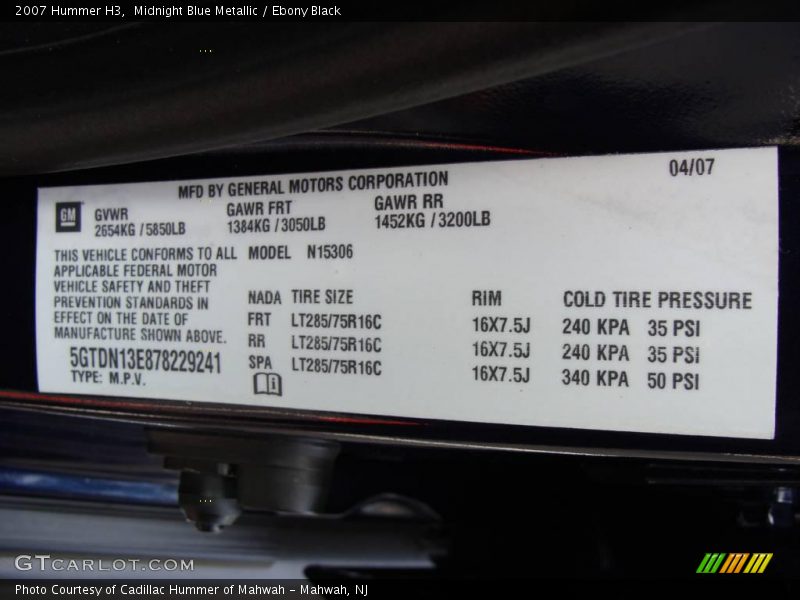 2007 Hummer H3, Midnight Blue Metallic / Ebony Black
04/07
MFD BY GENERAL MOTORS CORPORATION
GM
GVWR GAWR FRT GAWR RR
2654KG / 5850LB 1384KG / 3050LB 1452KG / 3200LB
THIS VEHICLE CONFORMS TO ALL MODEL N15306
APPLICABLE FEDERAL MOTOR
VEHICLE SAFETY AND THEFT
PREVENTION STANDARDS IN
EFFECT ON THE DATE OF
MANUFACTURE SHOWN ABOVE.
5GTDN13E878229241
TYPE: M.P.V.
NADA TIRE SIZE RIM COLD TIRE PRESSURE
FRT LT285/75R16C 16X7.5J 240 KPA 35 PSI
RR LT285/75R16C 16X7.5J 240 KPA 35 PSI
SPA LT285/75R16C 16X7.5J 340 KPA 50 PSI
GTCARLOT.COM
Photo Courtesy of Cadillac Hummer of Mahwah - Mahwah, NJ